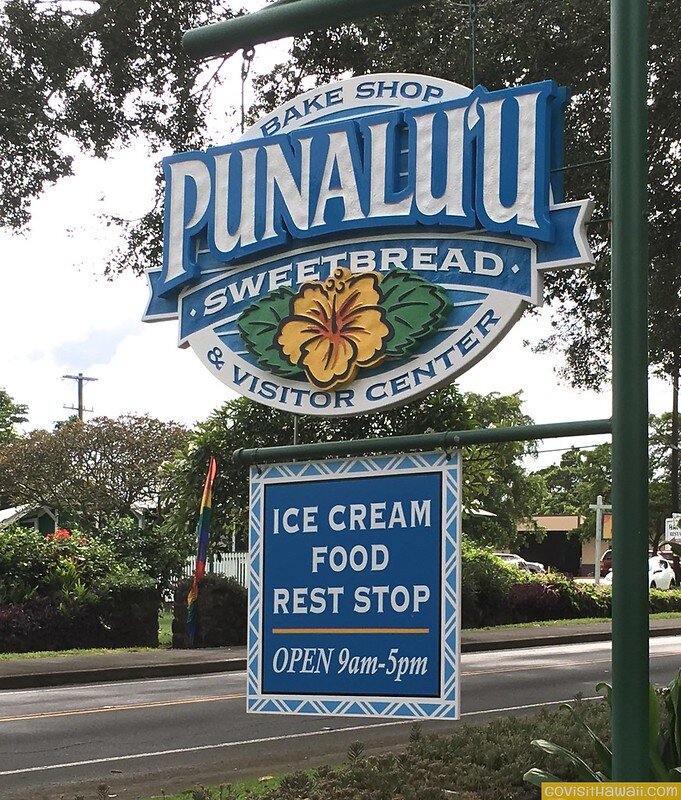 BAKE SHOP
PUNALU'U
· SWEETBREAD ·
& VISITOR CENTER
ICE CREAM
FOOD
REST STOP
OPEN 9am-5pm
GOVISITHAWAII.COM